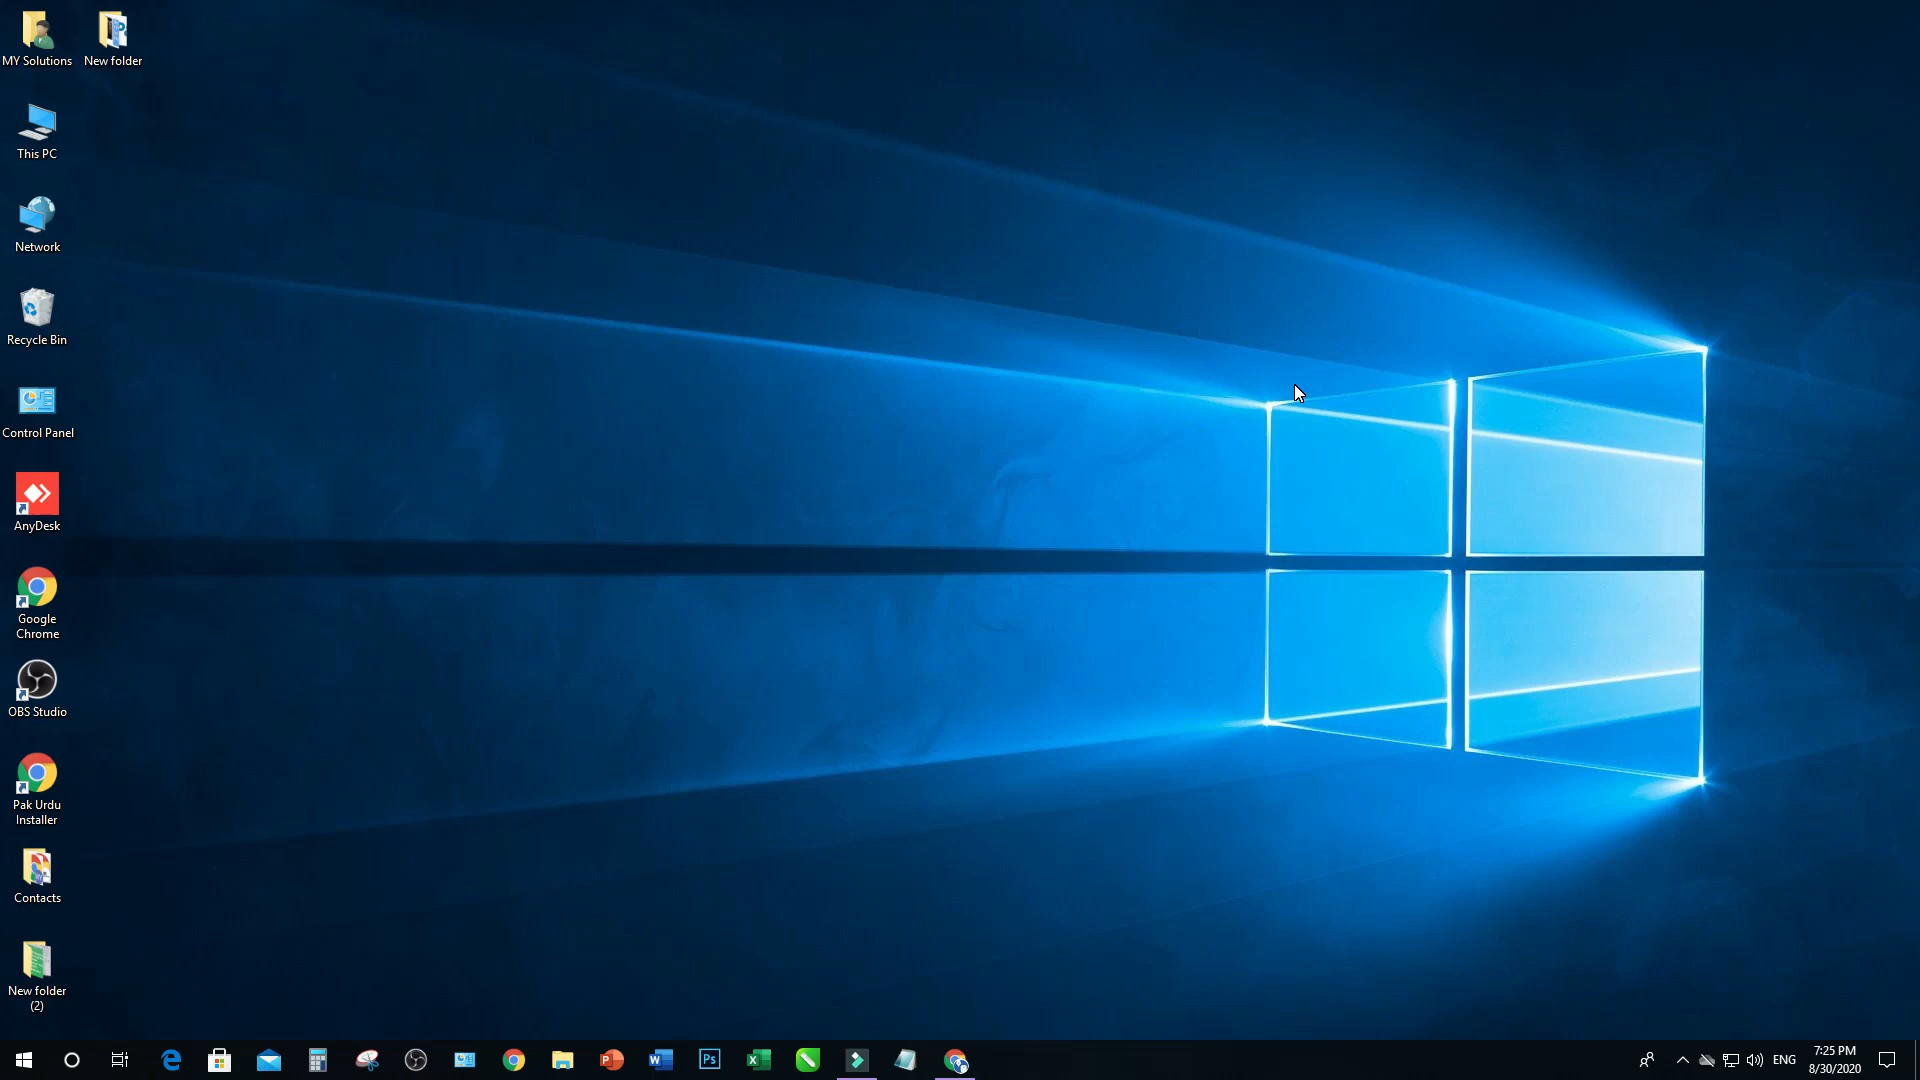 MY Solutions
New folder
This PC
Network
Recycle Bin
Control Panel
AnyDesk
Google
Chrome
OBS Studio
Pak Urdu
Installer
Contacts
New folder
(2)
ENG
7:25 PM
8/30/2020